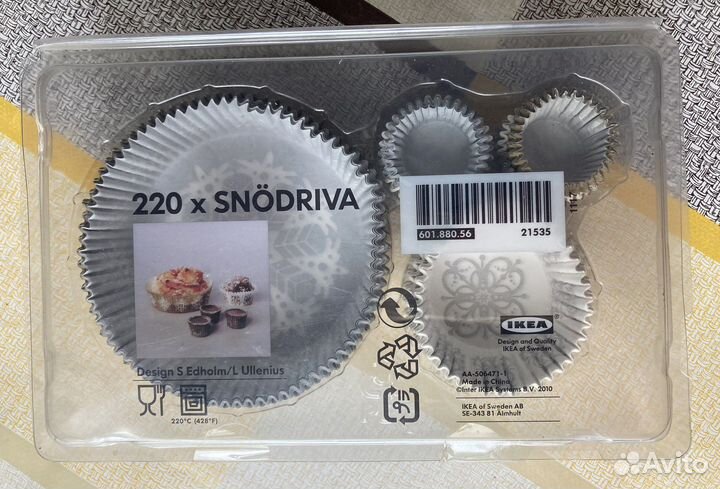 220 x SNÖDRIVA
601.880.56 21535
Design S Edholm/L Ullenius
220°C (428°F)
IKEA
Design and Quality
IKEA of Sweden
AA-506471-1
Made in China
©Inter IKEA Systems B.V. 2010
IKEA of Sweden AB
SE-343 81 Älmhult
Avito